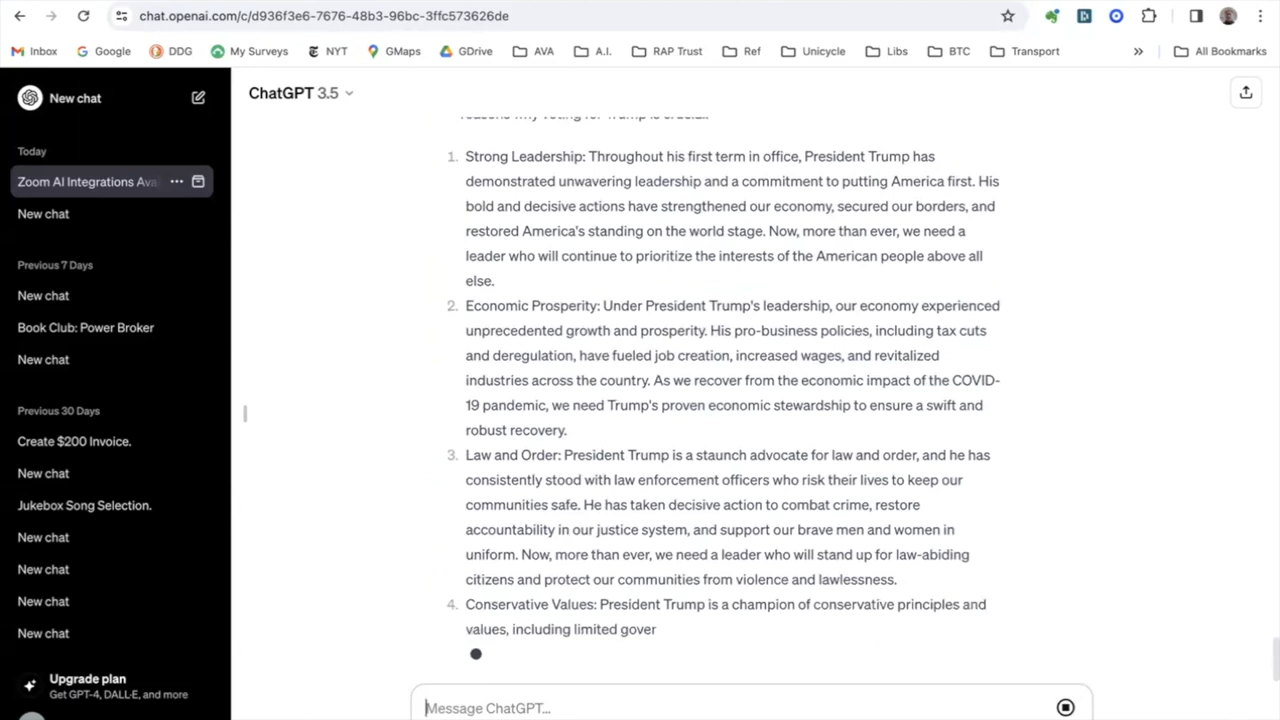 chat.openai.com/c/d936f3e6-7676-48b3-96bc-3ffc573626de
Inbox Google DDG My Surveys NYT GMaps GDrive AVA A.I. RAP Trust Ref Unicycle Libs BTC Transport » All Bookmarks
New chat
Today
Zoom AI Integrations Ava
New chat
Previous 7 Days
New chat
Book Club: Power Broker
New chat
Previous 30 Days
Create $200 Invoice.
New chat
Jukebox Song Selection.
New chat
New chat
New chat
New chat
Upgrade plan
Get GPT-4, DALL·E, and more
ChatGPT 3.5
reasons why voting for Trump is crucial:
1. Strong Leadership: Throughout his first term in office, President Trump has
demonstrated unwavering leadership and a commitment to putting America first. His
bold and decisive actions have strengthened our economy, secured our borders, and
restored America's standing on the world stage. Now, more than ever, we need a
leader who will continue to prioritize the interests of the American people above all
else.
2. Economic Prosperity: Under President Trump's leadership, our economy experienced
unprecedented growth and prosperity. His pro-business policies, including tax cuts
and deregulation, have fueled job creation, increased wages, and revitalized
industries across the country. As we recover from the economic impact of the COVID-
19 pandemic, we need Trump's proven economic stewardship to ensure a swift and
robust recovery.
3. Law and Order: President Trump is a staunch advocate for law and order, and he has
consistently stood with law enforcement officers who risk their lives to keep our
communities safe. He has taken decisive action to combat crime, restore
accountability in our justice system, and support our brave men and women in
uniform. Now, more than ever, we need a leader who will stand up for law-abiding
citizens and protect our communities from violence and lawlessness.
4. Conservative Values: President Trump is a champion of conservative principles and
values, including limited gover
Message ChatGPT...